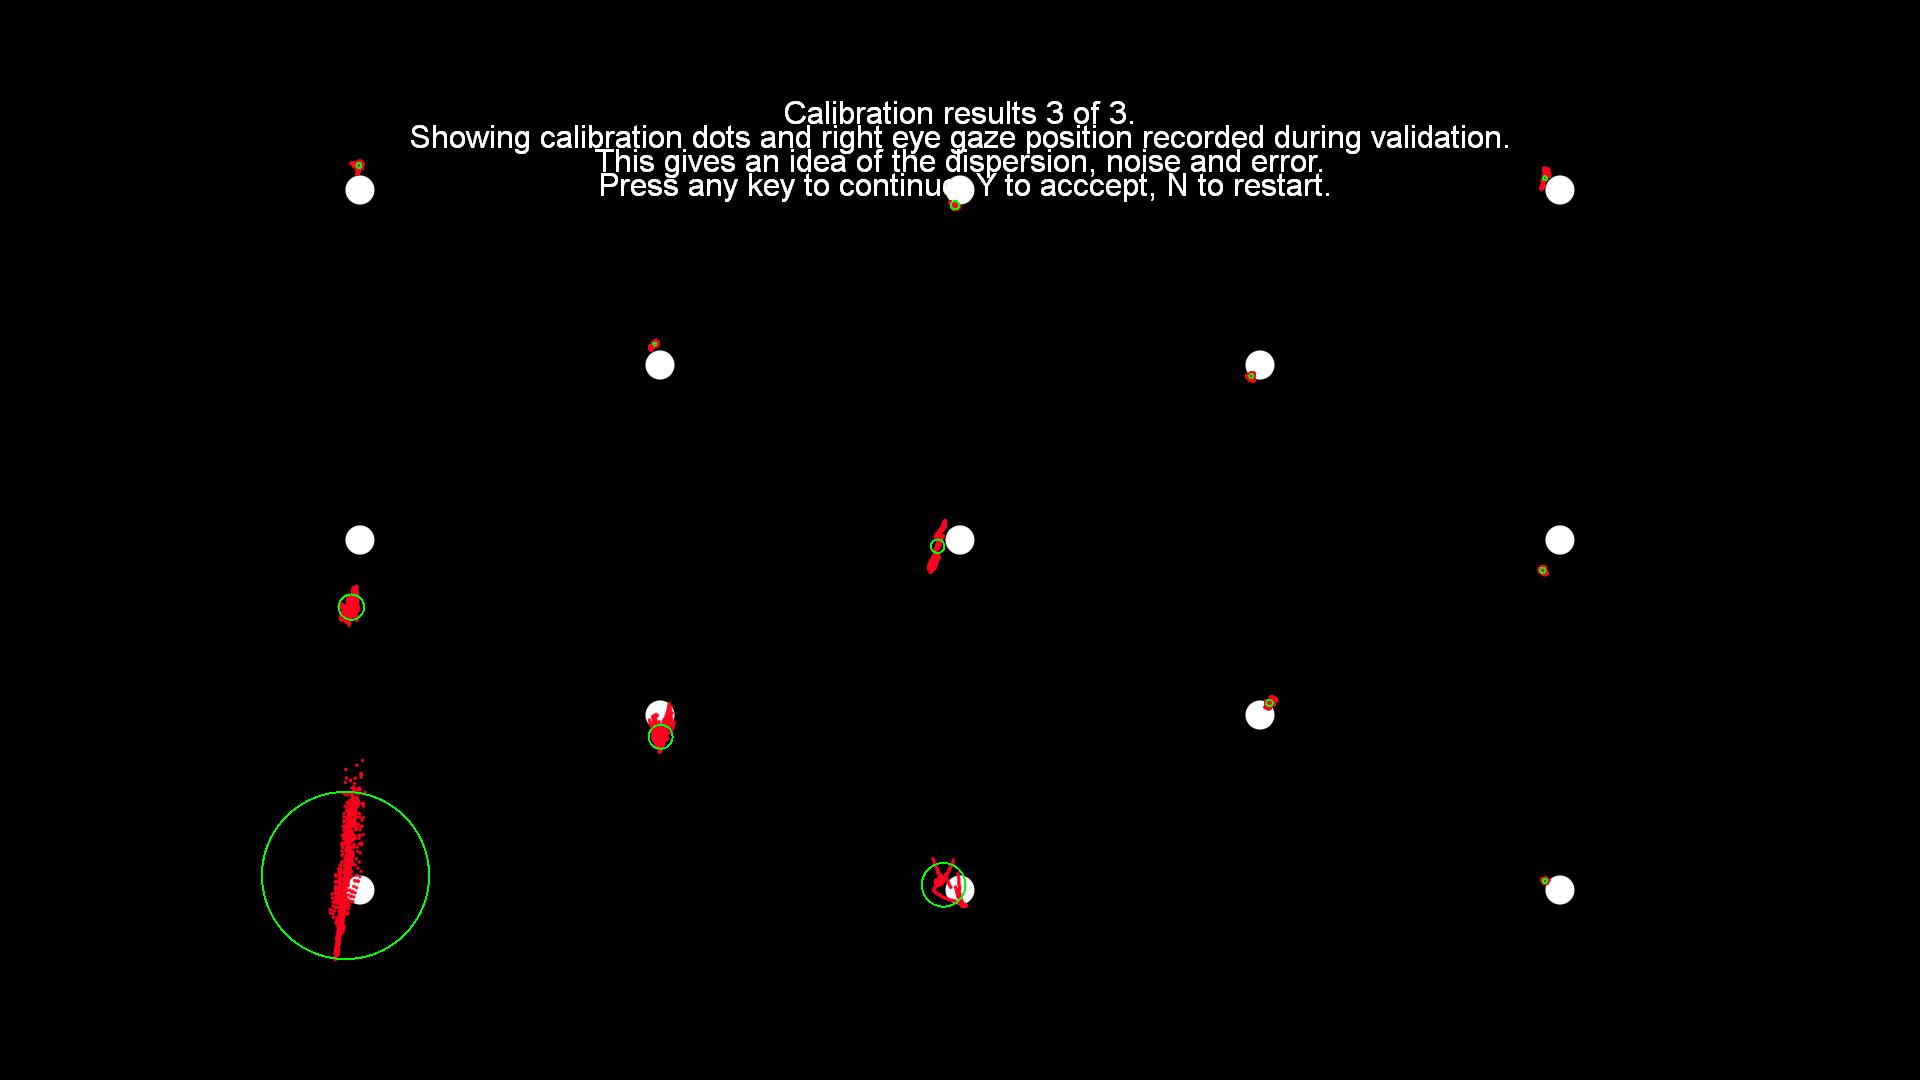 Calibration results 3 of 3.
Showing calibration dots and right eye gaze position recorded during validation.
This gives an idea of the dispersion, noise and error.
Press any key to continue, Y to acccept, N to restart.